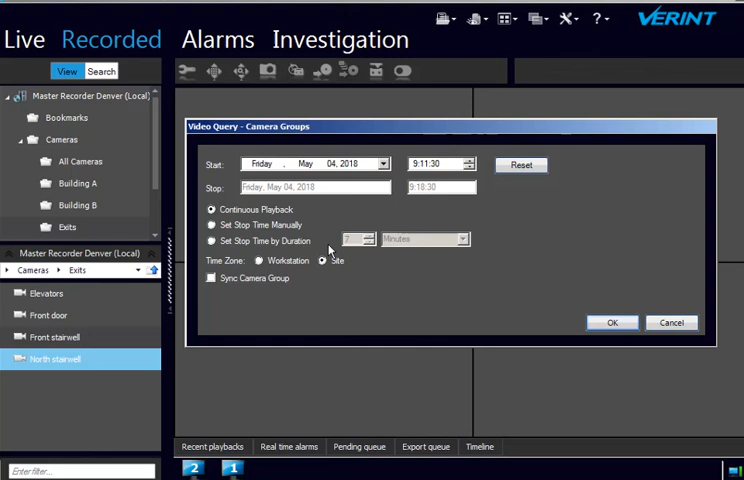 VERINT
Live Recorded Alarms Investigation
View Search
Master Recorder Denver (Local)
Bookmarks
Cameras
All Cameras
Building A
Building B
Exits
Master Recorder Denver (Local)
Cameras Exits
Elevators
Front door
Front stairwell
North stairwell
Enter filter...
Video Query - Camera Groups
Start: Friday , May 04, 2018 9:11:30 Reset
Stop: Friday, May 04, 2018 9:18:30
Continuous Playback
Set Stop Time Manually
Set Stop Time by Duration 7 Minutes
Time Zone: Workstation Site
Sync Camera Group
OK Cancel
Recent playbacks Real time alarms Pending queue Export queue Timeline
2 1